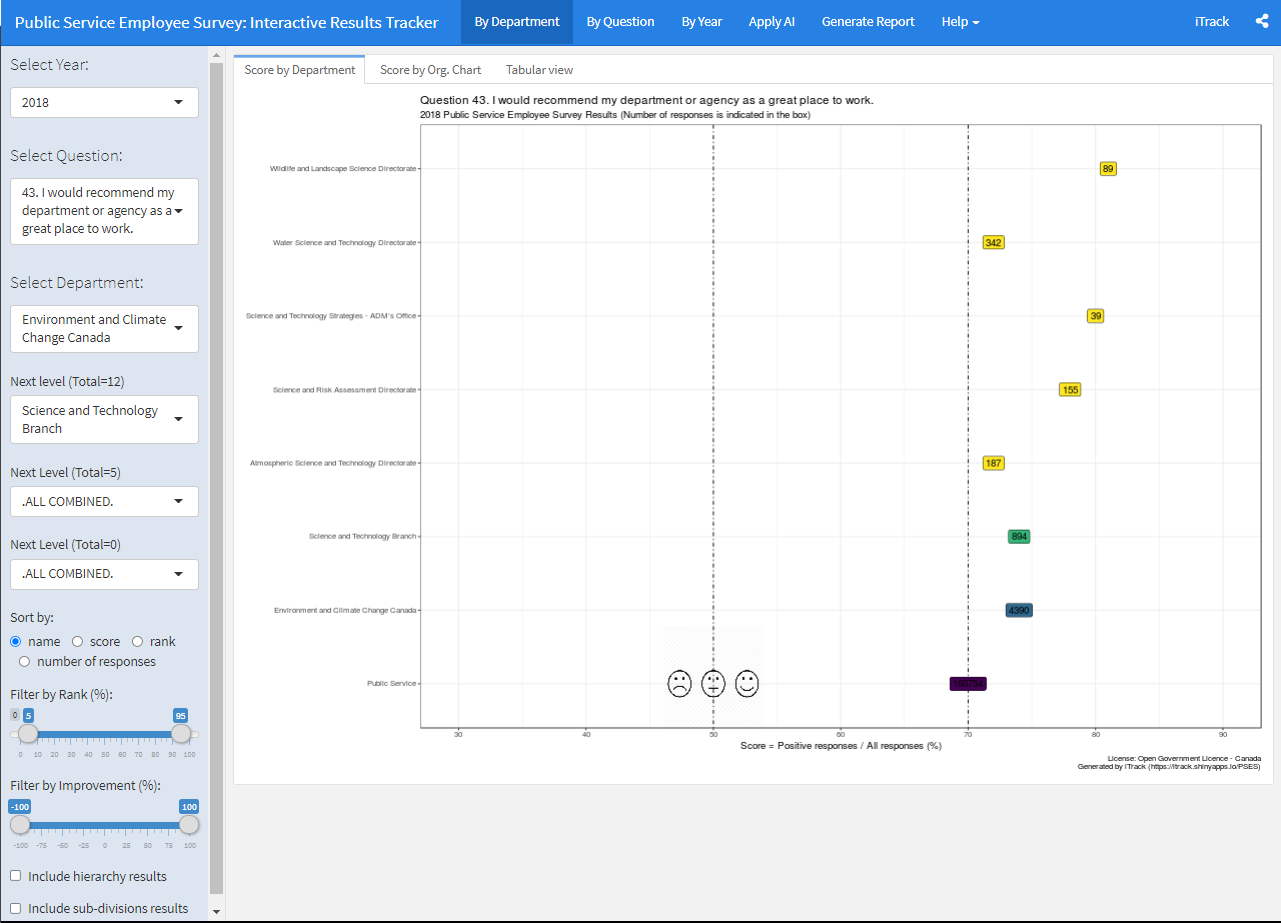 Public Service Employee Survey: Interactive Results Tracker
By Department
By Question
By Year
Apply AI
Generate Report
Help
iTrack
Select Year:
2018
Select Question:
43. I would recommend my
department or agency as a
great place to work.
Select Department:
Environment and Climate
Change Canada
Next level (Total=12)
Science and Technology
Branch
Next Level (Total=5)
.ALL COMBINED.
Next Level (Total=0)
.ALL COMBINED.
Sort by:
name score rank
number of responses
Filter by Rank (%):
0 5 95
0 10 20 30 40 50 60 70 80 90 100
Filter by Improvement (%):
-100 100
-100 -75 -50 -25 0 25 50 75 100
Include hierarchy results
Include sub-divisions results
Score by Department
Score by Org. Chart
Tabular view
Question 43. I would recommend my department or agency as a great place to work.
2018 Public Service Employee Survey Results (Number of responses is indicated in the box)
Wildlife and Landscape Science Directorate
89
Water Science and Technology Directorate
342
Science and Technology Strategies - ADM's Office
39
Science and Risk Assessment Directorate
155
Atmospheric Science and Technology Directorate
187
Science and Technology Branch
894
Environment and Climate Change Canada
4390
Public Service
30 40 50 60 70 80 90
Score = Positive responses / All responses (%)
License: Open Government Licence - Canada
Generated by iTrack (https://itrack.shinyapps.io/PSES)